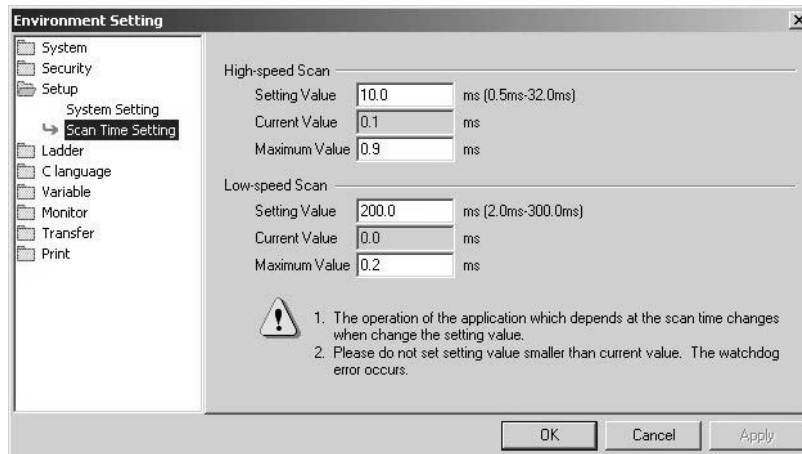 Environment Setting
System
Security
Setup
System Setting
Scan Time Setting
Ladder
C language
Variable
Monitor
Transfer
Print
High-speed Scan
Setting Value 10.0 ms (0.5ms-32.0ms)
Current Value 0.1 ms
Maximum Value 0.9 ms
Low-speed Scan
Setting Value 200.0 ms (2.0ms-300.0ms)
Current Value 0.0 ms
Maximum Value 0.2 ms
1. The operation of the application which depends at the scan time changes
when change the setting value.
2. Please do not set setting value smaller than current value. The watchdog
error occurs.
OK Cancel Apply